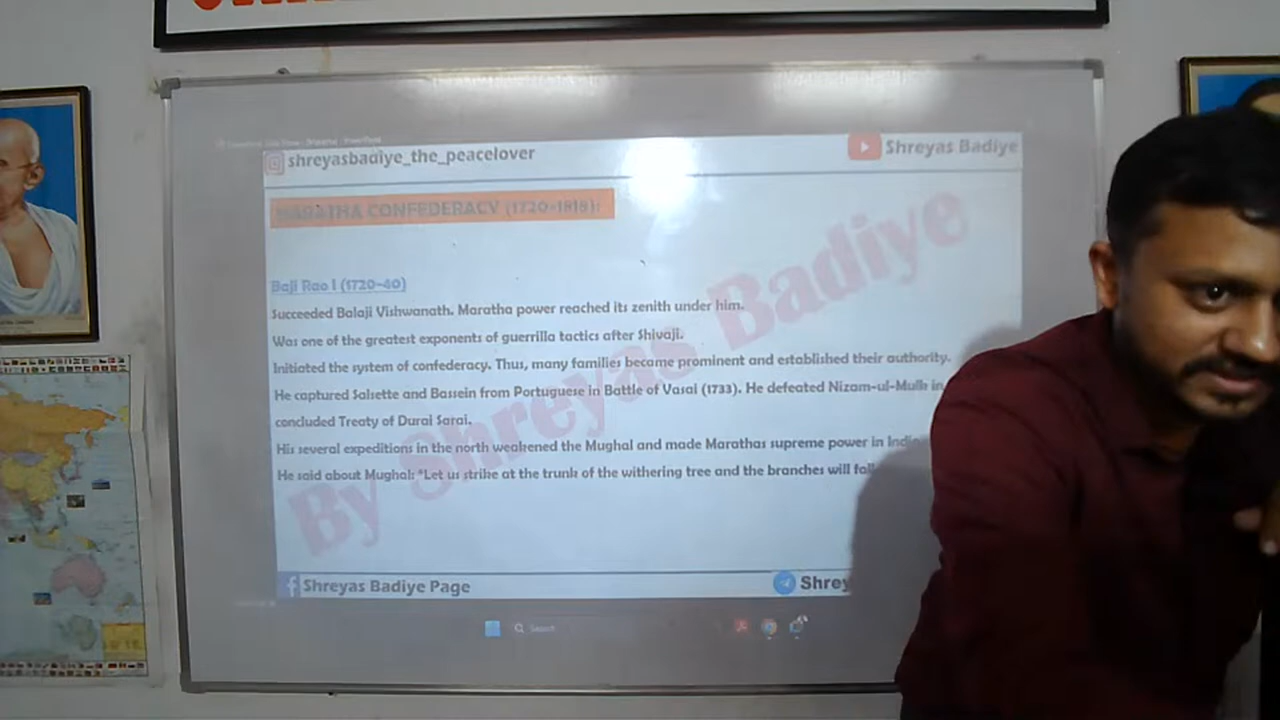 shreyasbadiye_the_peacelover
Shreyas Badiye
MARATHA CONFEDERACY (1720-1818):
Baji Rao I (1720-40)
Succeeded Balaji Vishwanath. Maratha power reached its zenith under him.
Was one of the greatest exponents of guerrilla tactics after Shivaji.
Initiated the system of confederacy. Thus, many families became prominent and established their authority.
He captured Salsette and Bassein from Portuguese in Battle of Vasai (1733). He defeated Nizam-ul-Mulk in
concluded Treaty of Durai Sarai.
His several expeditions in the north weakened the Mughal and made Marathas supreme power in India
He said about Mughal: "Let us strike at the trunk of the withering tree and the branches will fall
By Shreyas Badiye
Shreyas Badiye Page
Shrey
Search